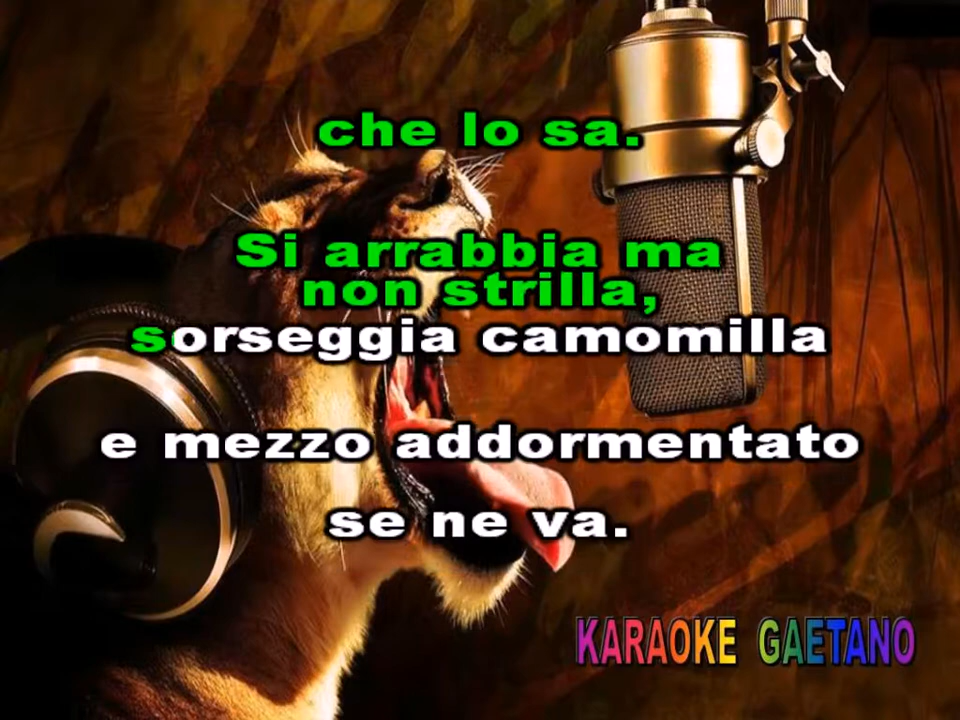 che lo sa.
Si arrabbia ma
non strilla,
sorseggia camomilla
e mezzo addormentato
se ne va.
KARAOKE GAETANO